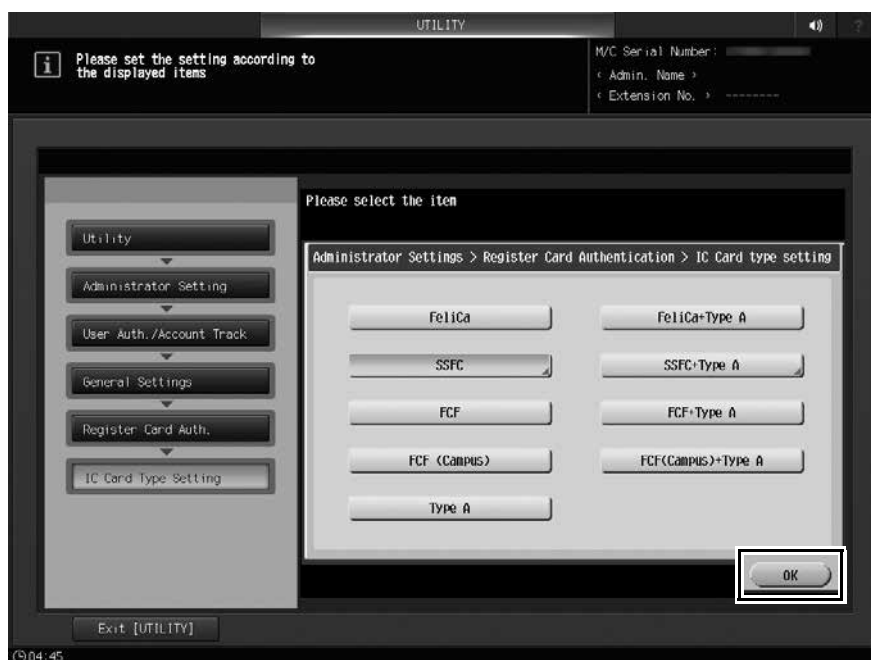 UTILITY
?
i
Please set the setting according to
the displayed items
M/C Serial Number:
< Admin. Name >
< Extension No. > --------
Please select the item
Utility
Administrator Setting
User Auth./Account Track
General Settings
Register Card Auth.
IC Card Type Setting
Administrator Settings > Register Card Authentication > IC Card type setting
FeliCa
FeliCa+Type A
SSFC
SSFC+Type A
FCF
FCF+Type A
FCF (Campus)
FCF(Campus)+Type A
Type A
OK
Exit [UTILITY]
04:45